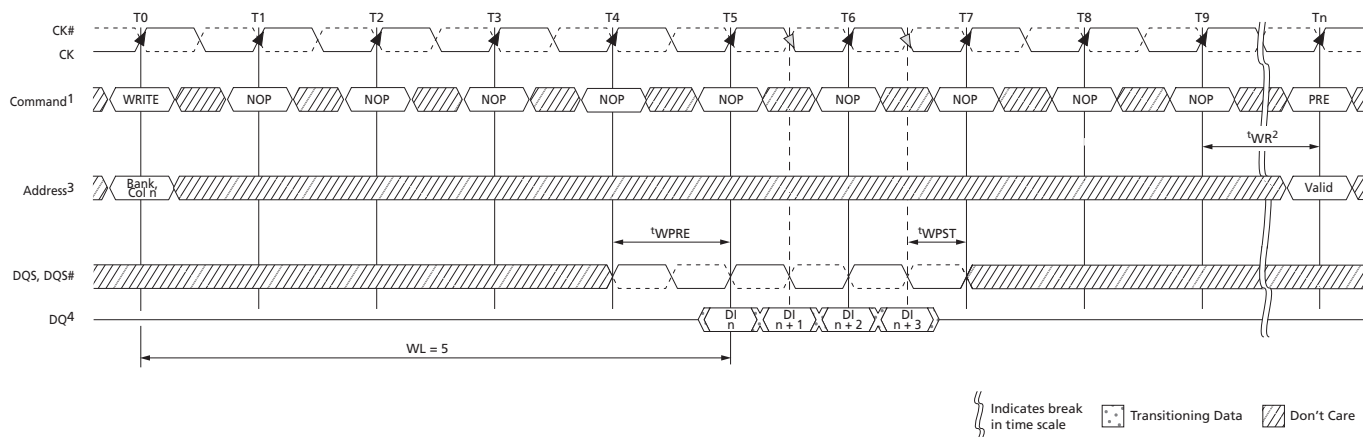 T0 T1 T2 T3 T4 T5 T6 T7 T8 T9 Tn
CK#
CK
Command1 WRITE NOP NOP NOP NOP NOP NOP NOP NOP NOP PRE
tWR2
Address3 Bank, Col n Valid
tWPRE tWPST
DQS, DQS#
DQ4 DI n DI n + 1 DI n + 2 DI n + 3
WL = 5
Indicates break
in time scale
Transitioning Data
Don't Care